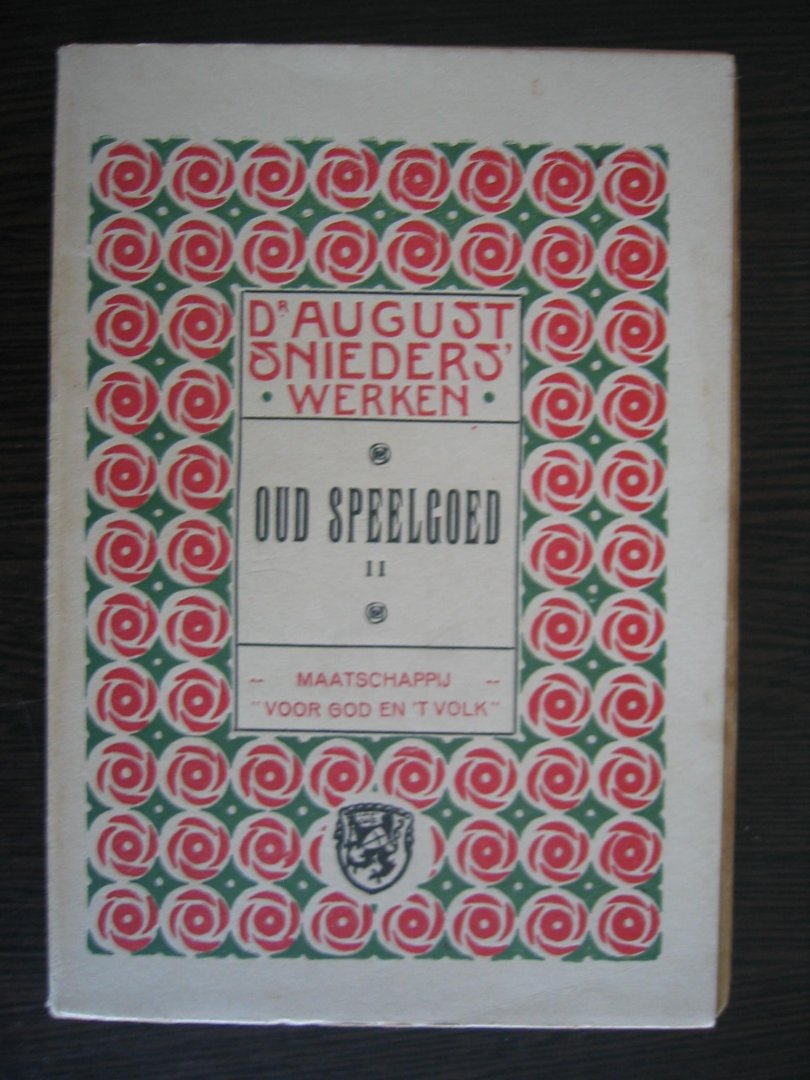 DR AUGUST
SNIEDERS'
· WERKEN ·
OUD SPEELGOED
II
-- MAATSCHAPPIJ --
"VOOR GOD EN 'T VOLK"